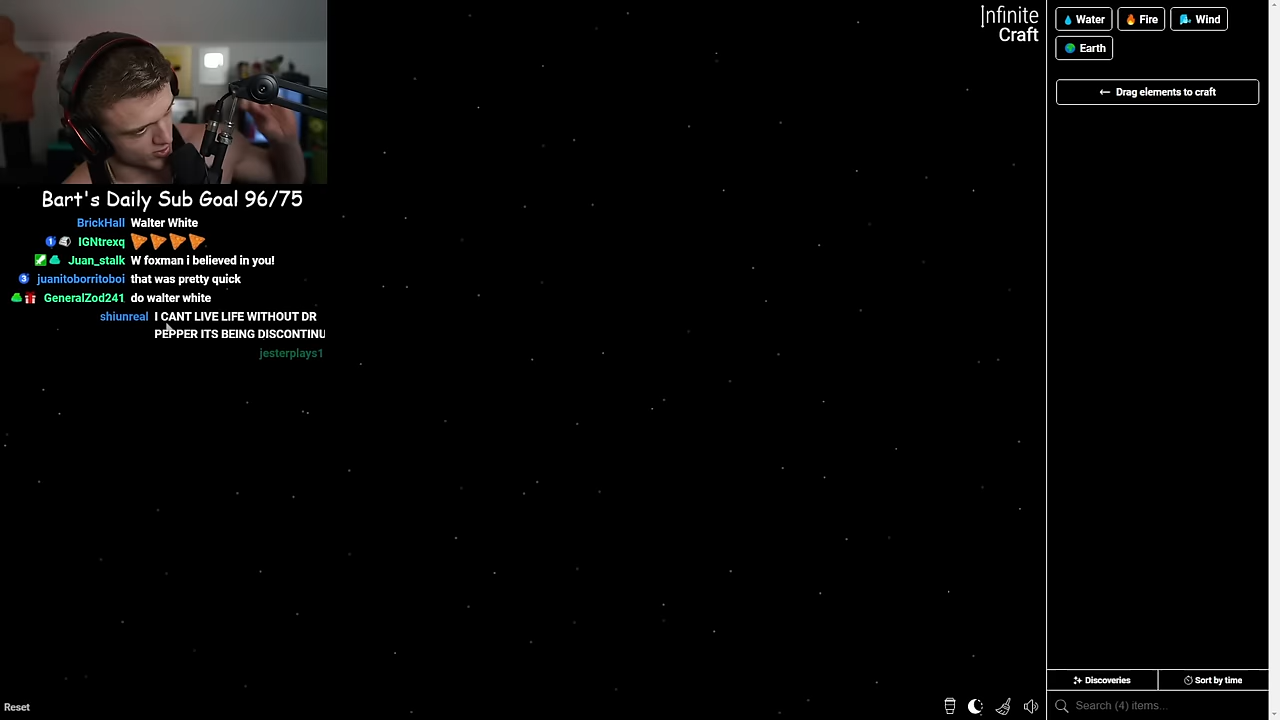 Infinite
Craft
Water
Fire
Wind
Earth
← Drag elements to craft
Bart's Daily Sub Goal 96/75
BrickHall Walter White
1 IGNtrexq
Juan_stalk W foxman i believed in you!
3 juanitoborritoboi that was pretty quick
GeneralZod241 do walter white
shiunreal I CANT LIVE LIFE WITHOUT DR
PEPPER ITS BEING DISCONTINU
jesterplays1
Discoveries
Sort by time
Reset
Search (4) items...